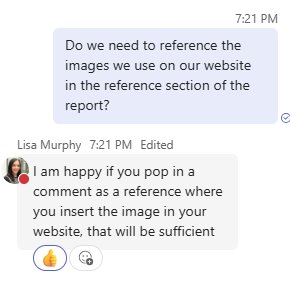 7:21 PM
Do we need to reference the
images we use on our website
in the reference section of the
report?
Lisa Murphy 7:21 PM Edited
I am happy if you pop in a
comment as a reference where
you insert the image in your
website, that will be sufficient